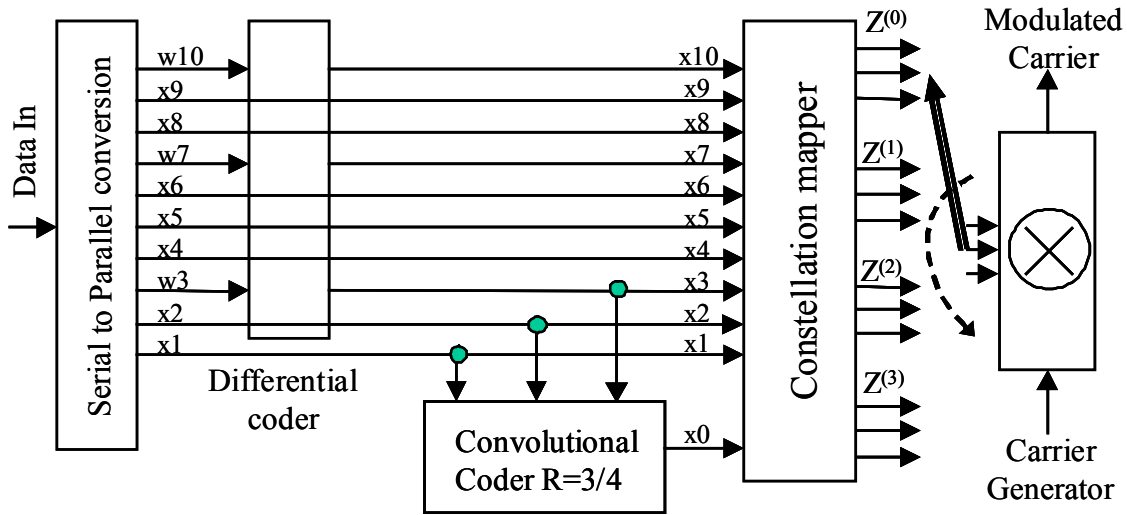 Data In
Serial to Parallel conversion
w10
x9
x8
w7
x6
x5
x4
w3
x2
x1
Differential
coder
x10
x9
x8
x7
x6
x5
x4
x3
x2
x1
Convolutional
Coder R=3/4
x0
Constellation mapper
Z(0)
Z(1)
Z(2)
Z(3)
Modulated
Carrier
Carrier
Generator